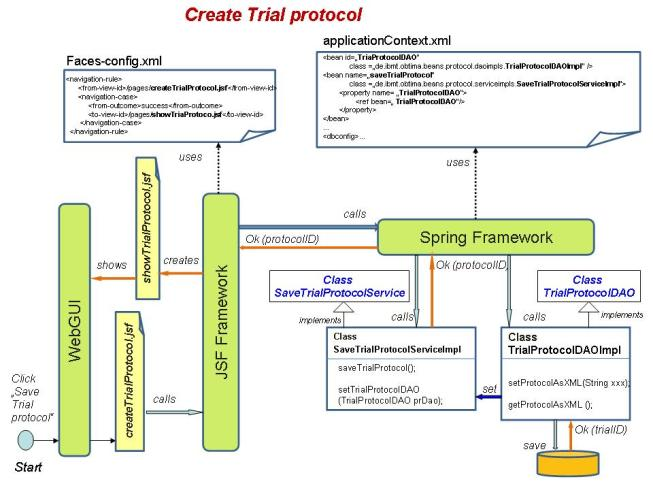 Create Trial protocol
Faces-config.xml
<navigation-rule>
<from-view-id>/pages/createTrialProtocol.jsf</from-view-id>
<navigation-case>
<from-outcome>success</from-outcome>
<to-view-id>/pages/showTriaProtoco.jsf</to-view-id>
</navigation-case>
</navigation-rule>
applicationContext.xml
<bean id=„TriaProtocolDAO"
class =„de.ibmt.obtima.beans.protocol.daoimpls.TrialProtocolDAOImpl" />
<bean name=„saveTrialProtocol"
class =„de.ibmt.obtima.beans.protocol.serviceimpls.SaveTrialProtocolServiceImpl">
<property name= „TrialProtocolDAO">
<ref bean=„ TrialProtocolDAO"/>
</property>
</bean>
...
<dbconfig> ...
uses
uses
WebGUI
showTrialProtocol.jsf
createTrialProtocol.jsf
JSF Framework
shows
creates
calls
calls
Ok (protocolID)
Spring Framework
Ok (protocolID)
calls
calls
Class
SaveTrialProtocolService
implements
Class
TrialProtocolDAO
implements
Class
SaveTrialProtocolServiceImpl
saveTrialProtocol();
setTrialProtocolDAO
(TrialProtocolDAO prDao);
set
Class
TrialProtocolDAOImpl
setProtocolAsXML(String xxx);
getProtocolAsXML ();
save
Ok (trialID)
Click
„Save
Trial
protocol"
Start